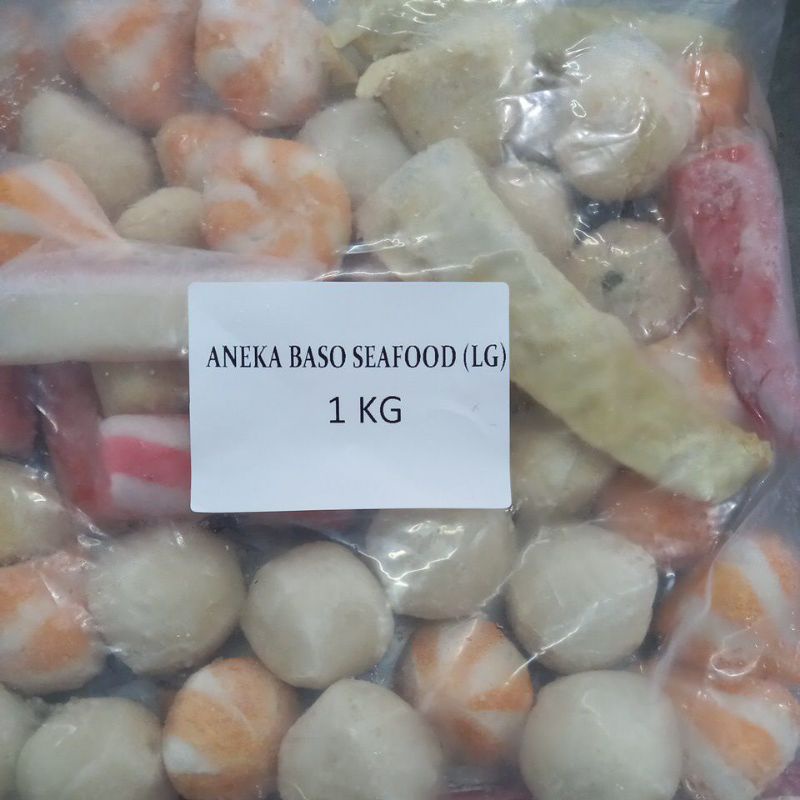 ANEKA BASO SEAFOOD (LG)
1 KG